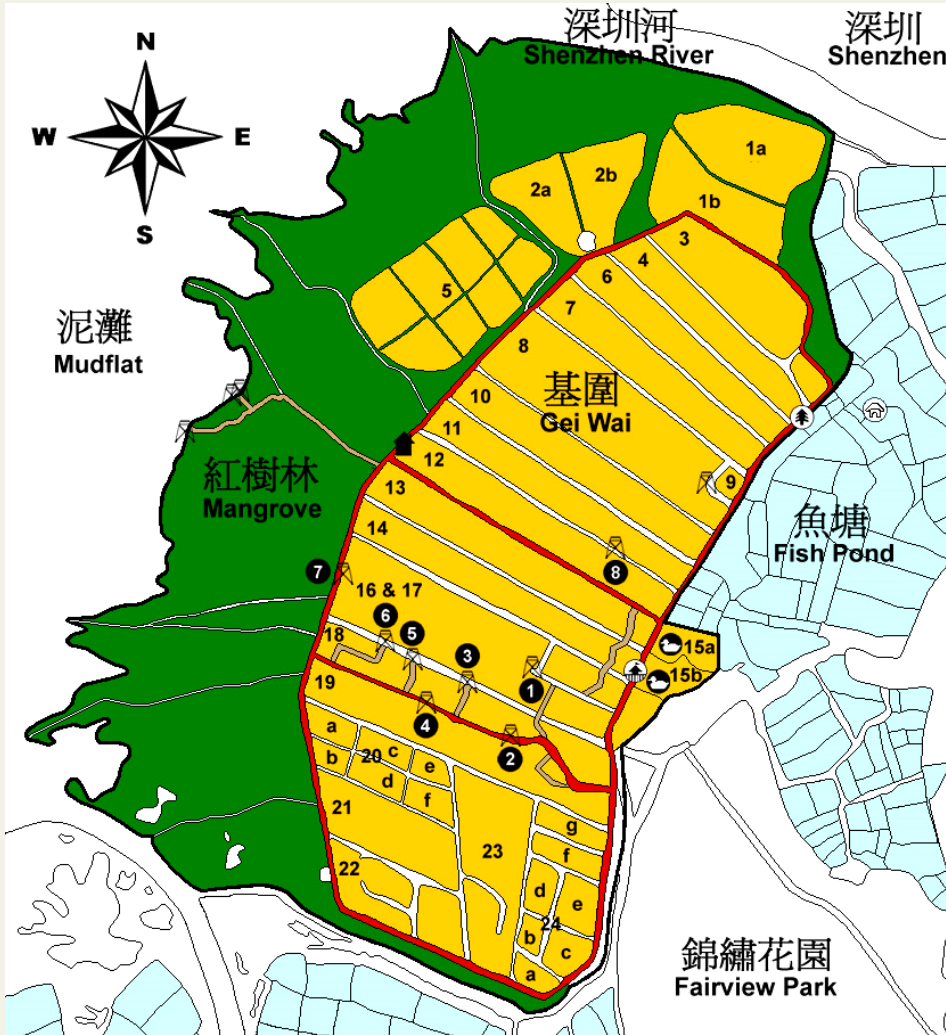 深圳河
Shenzhen River
深圳
Shenzhen
N
W
E
S
1a
2b
2a
1b
3
4
5
6
7
8
泥灘
Mudflat
基圍
Gei Wai
10
11
12
紅樹林
Mangrove
13
9
14
魚塘
Fish Pond
7
8
16 & 17
6
5
18
3
15a
1
15b
19
4
2
a
20
c
b
e
d
f
21
g
23
f
22
d
e
24
b
c
a
錦繡花園
Fairview Park